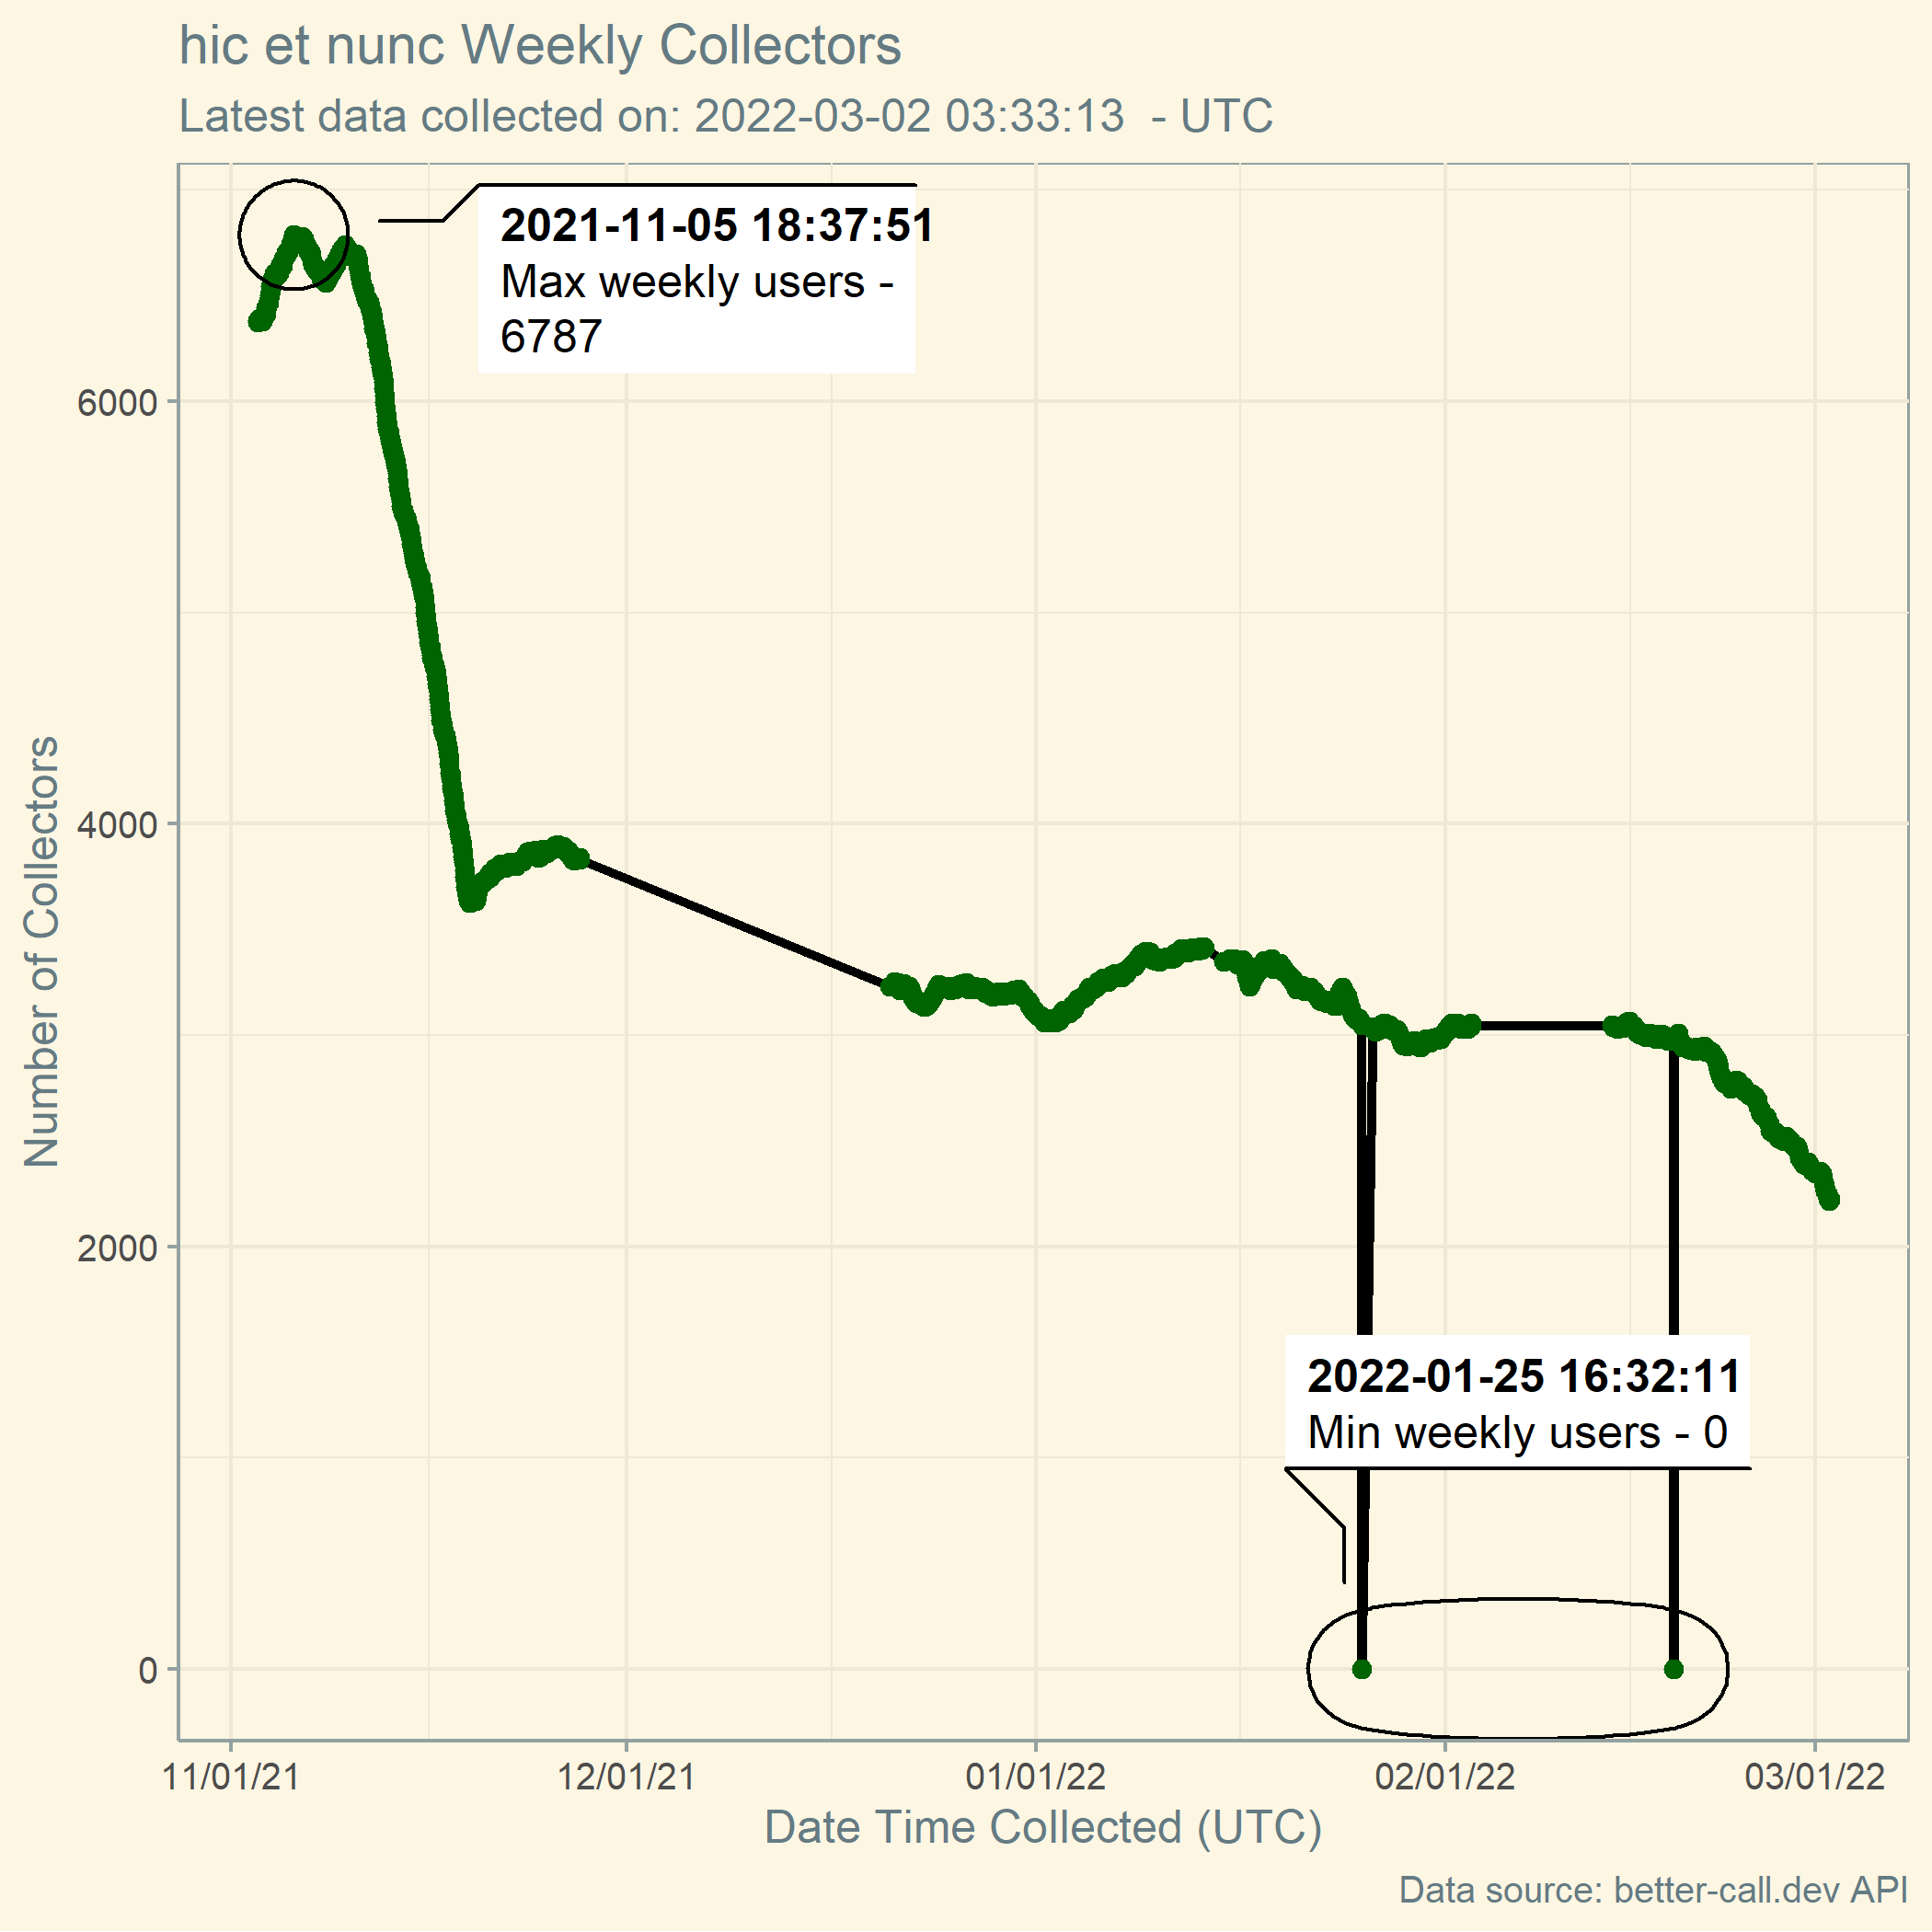 hic et nunc Weekly Collectors
Latest data collected on: 2022-03-02 03:33:13  - UTC
2021-11-05 18:37:51
Max weekly users -
6787
6000
4000
2000
0
Number of Collectors
2022-01-25 16:32:11
Min weekly users - 0
11/01/21 12/01/21 01/01/22 02/01/22 03/01/22
Date Time Collected (UTC)
Data source: better-call.dev API